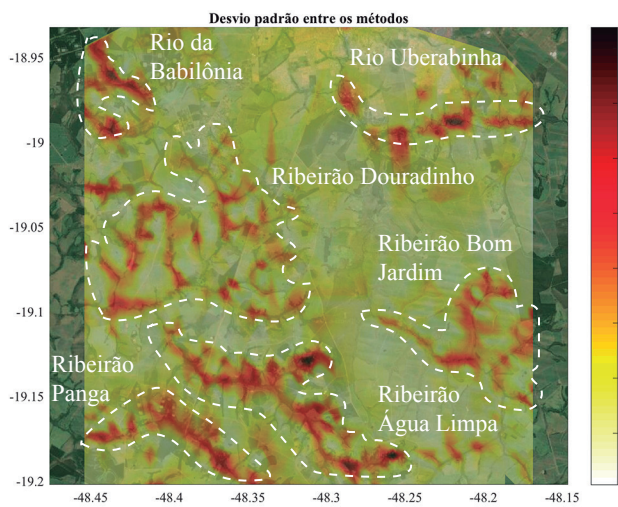 Desvio padrão entre os métodos
Rio da
Babilônia
Rio Uberabinha
Ribeirão Douradinho
Ribeirão Bom
Jardim
Ribeirão
Panga
Ribeirão
Água Limpa
-18.95
-19
-19.05
-19.1
-19.15
-19.2
-48.45
-48.4
-48.35
-48.3
-48.25
-48.2
-48.15